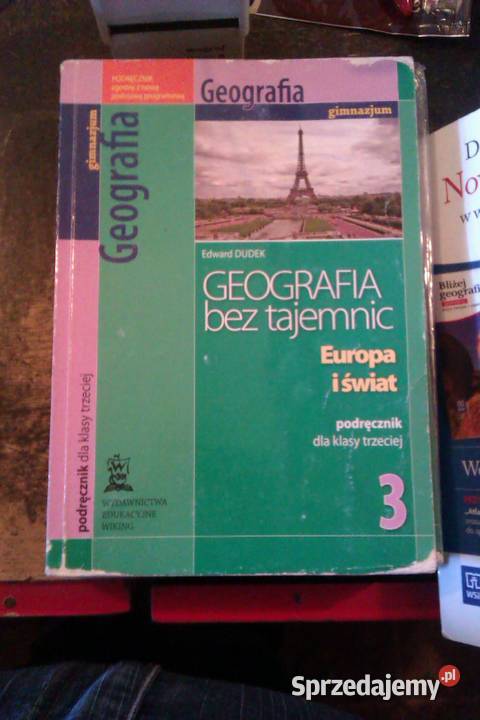 PODRĘCZNIK
zgodny z nową
podstawą programową
Geografia
gimnazjum
gimnazjum
Geografia
Edward DUDEK
GEOGRAFIA
bez tajemnic
Europa
i świat
podręcznik
dla klasy trzeciej
3
podręcznik dla klasy trzeciej
W
WYDAWNICTWA
EDUKACYJNE
WIKING
Bliżej
geografii
Sprzedajemy.pl